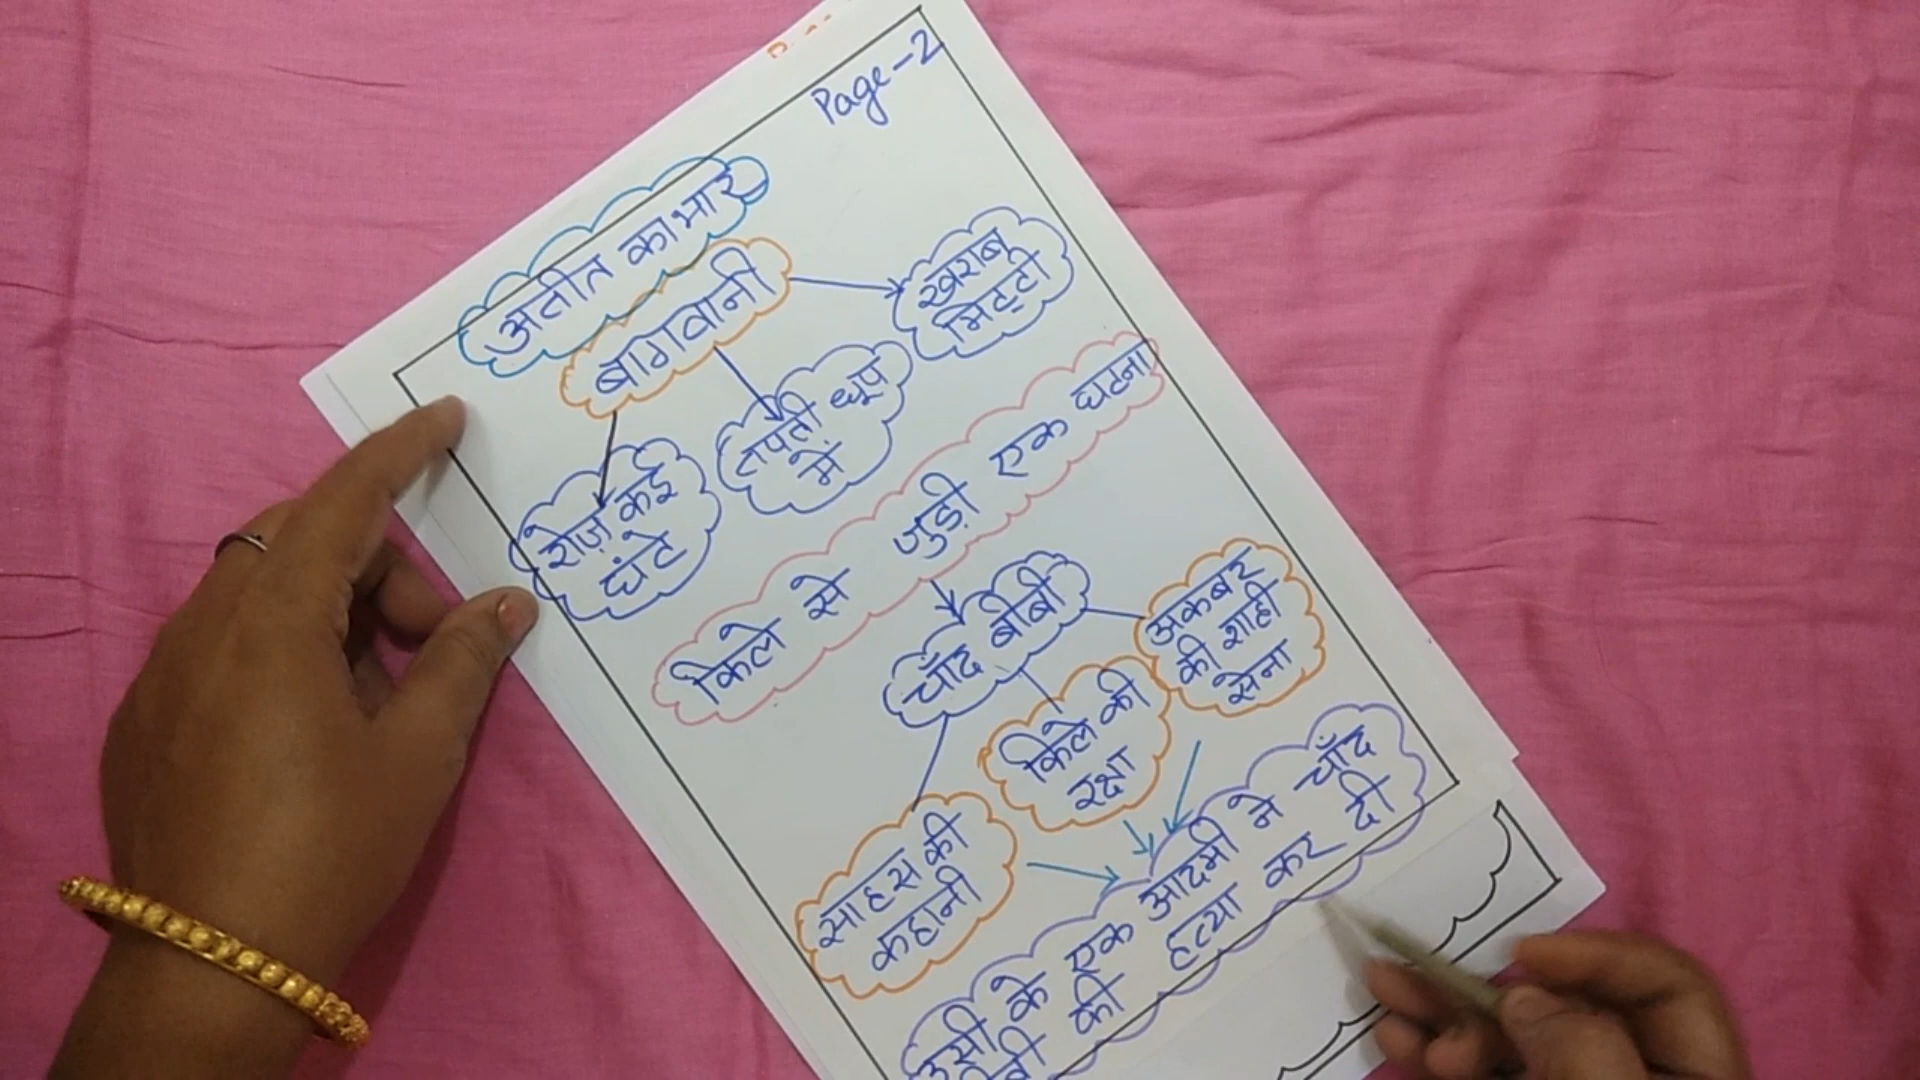 Page-2
अतीत का भार
बागवानी
खराब
मिट्टी
तपती धूप
में
रोज़ कई
घंटे
किले से जुड़ी एक घटना
चाँद बीबी
अकबर
की शाही
सेना
किले की
रक्षा
साहस की
कहानी
उसी के एक आदमी ने चाँद
बीबी की हत्या कर दी